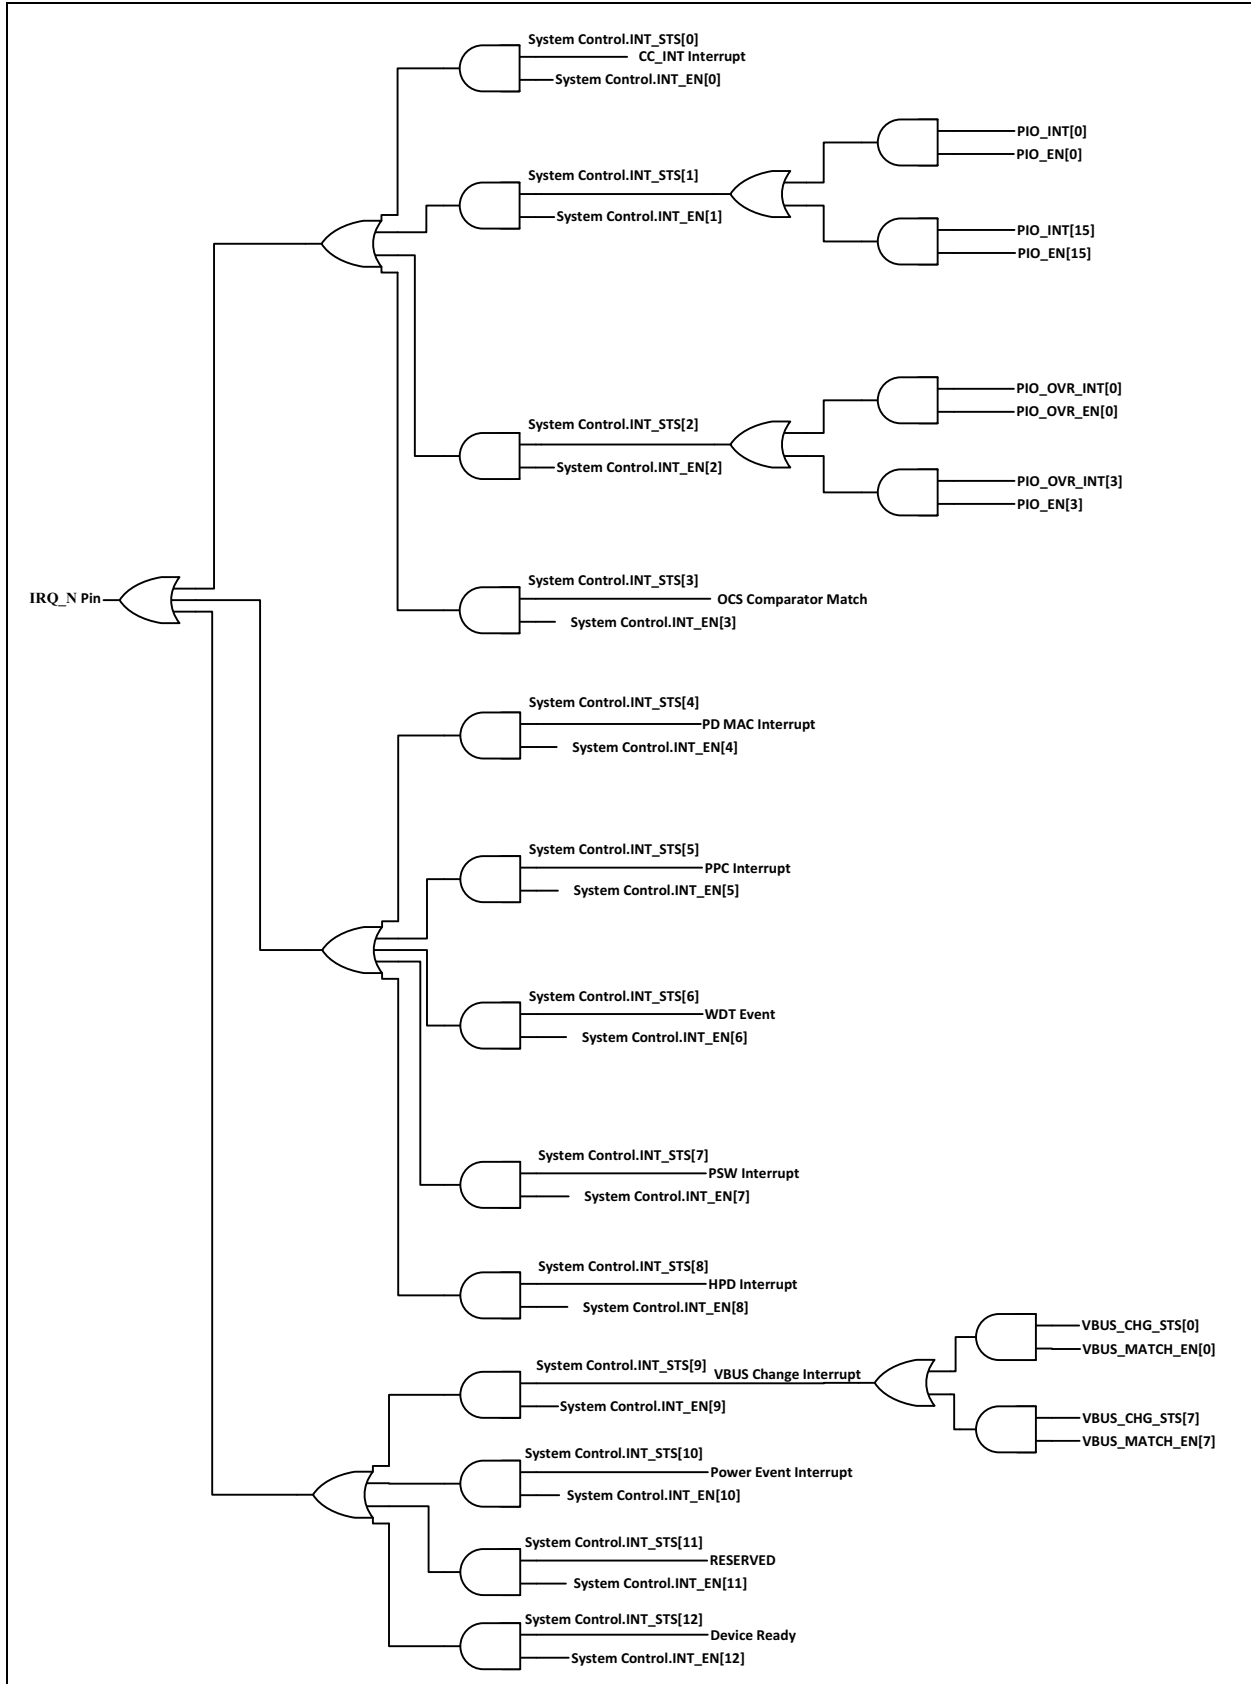 System Control.INT_STS[0]
CC_INT Interrupt
System Control.INT_EN[0]
PIO_INT[0]
PIO_EN[0]
System Control.INT_STS[1]
System Control.INT_EN[1]
PIO_INT[15]
PIO_EN[15]
PIO_OVR_INT[0]
PIO_OVR_EN[0]
System Control.INT_STS[2]
System Control.INT_EN[2]
PIO_OVR_INT[3]
PIO_EN[3]
System Control.INT_STS[3]
OCS Comparator Match
System Control.INT_EN[3]
IRQ_N Pin
System Control.INT_STS[4]
PD MAC Interrupt
System Control.INT_EN[4]
System Control.INT_STS[5]
PPC Interrupt
System Control.INT_EN[5]
System Control.INT_STS[6]
WDT Event
System Control.INT_EN[6]
System Control.INT_STS[7]
PSW Interrupt
System Control.INT_EN[7]
System Control.INT_STS[8]
HPD Interrupt
System Control.INT_EN[8]
VBUS_CHG_STS[0]
VBUS_MATCH_EN[0]
System Control.INT_STS[9]
VBUS Change Interrupt
System Control.INT_EN[9]
VBUS_CHG_STS[7]
VBUS_MATCH_EN[7]
System Control.INT_STS[10]
Power Event Interrupt
System Control.INT_EN[10]
System Control.INT_STS[11]
RESERVED
System Control.INT_EN[11]
System Control.INT_STS[12]
Device Ready
System Control.INT_EN[12]